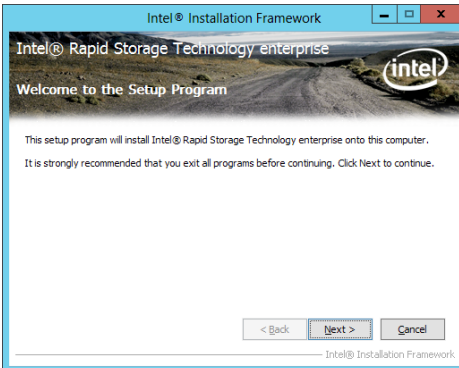 Intel® Installation Framework
Intel® Rapid Storage Technology enterprise
Welcome to the Setup Program
intel
This setup program will install Intel® Rapid Storage Technology enterprise onto this computer.
It is strongly recommended that you exit all programs before continuing. Click Next to continue.
< Back Next > Cancel
Intel® Installation Framework